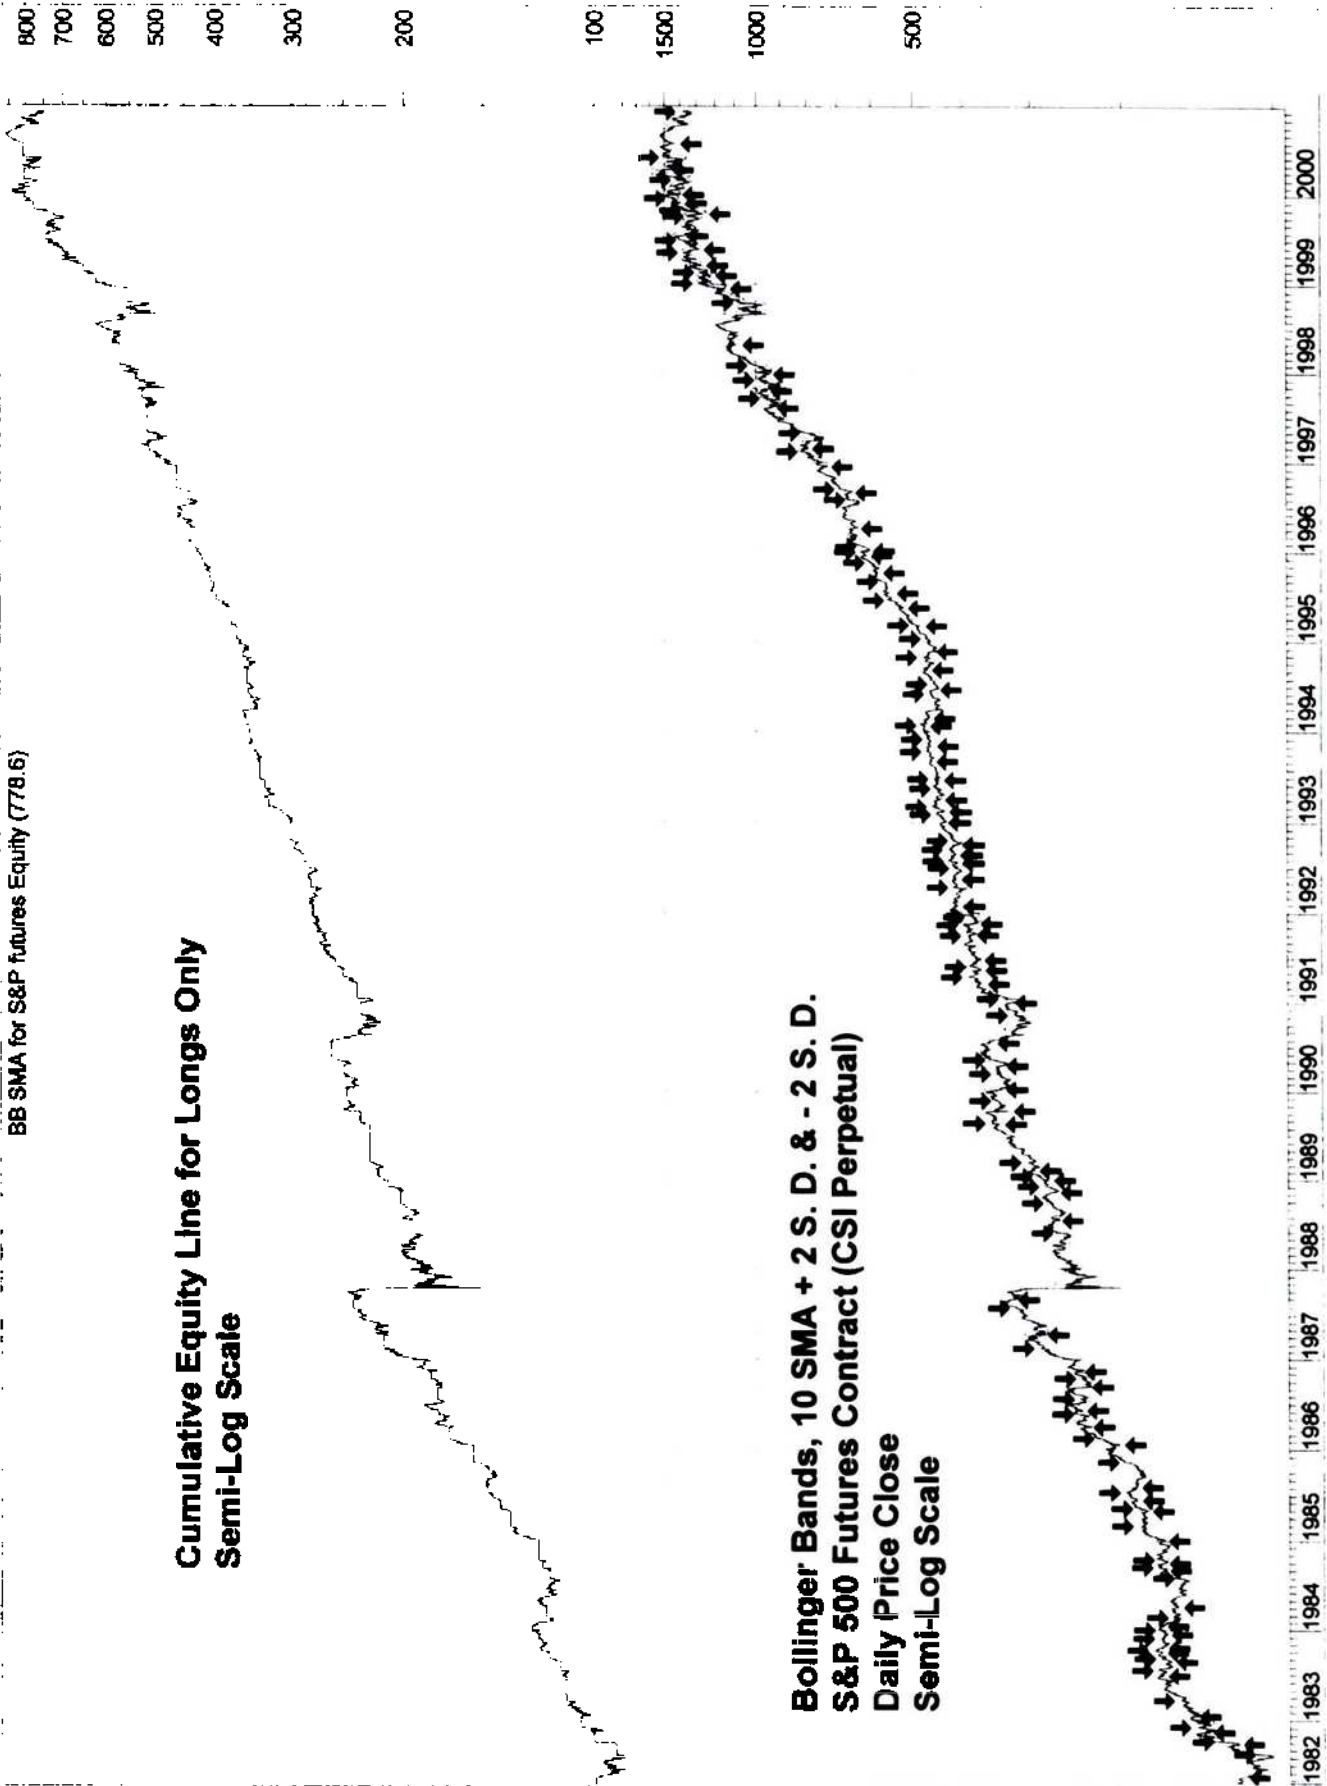 BB SMA for S&P futures Equity (778.6)
800
700
600
500
400
300
200
100
Cumulative Equity Line for Longs Only
Semi-Log Scale
1500
1000
500
Bollinger Bands, 10 SMA + 2 S. D. & - 2 S. D.
S&P 500 Futures Contract (CSI Perpetual)
Daily Price Close
Semi-Log Scale
1982 1983 1984 1985 1986 1987 1988 1989 1990 1991 1992 1993 1994 1995 1996 1997 1998 1999 2000